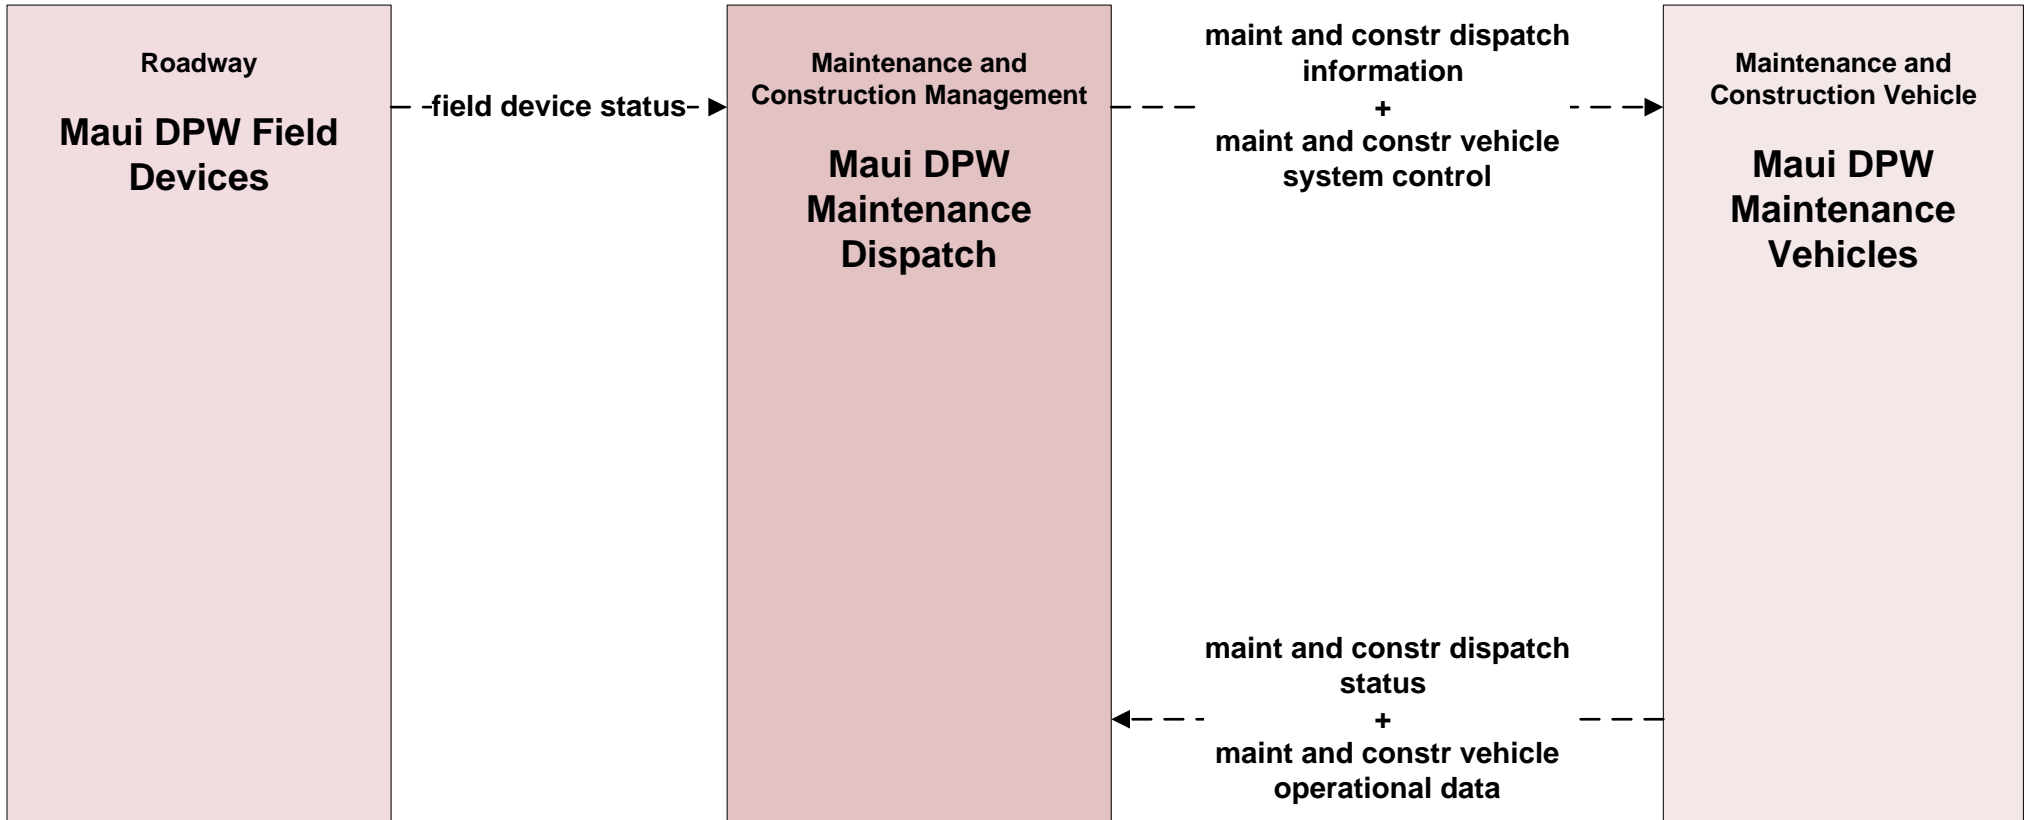 Roadway
Maui DPW Field
Devices
field device status
Maintenance and
Construction Management
Maui DPW
Maintenance
Dispatch
maint and constr dispatch
information
+
maint and constr vehicle
system control
maint and constr dispatch
status
+
maint and constr vehicle
operational data
Maintenance and
Construction Vehicle
Maui DPW
Maintenance
Vehicles